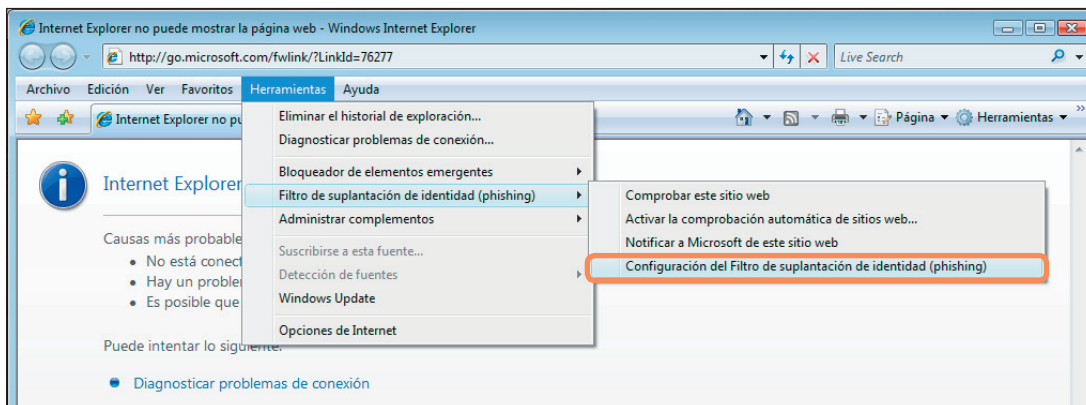 Internet Explorer no puede mostrar la página web - Windows Internet Explorer
http://go.microsoft.com/fwlink/?LinkId=76277
Live Search
Archivo Edición Ver Favoritos Herramientas Ayuda
Internet Explorer no pu
Página Herramientas
Eliminar el historial de exploración...
Diagnosticar problemas de conexión...
Bloqueador de elementos emergentes
Filtro de suplantación de identidad (phishing)
Administrar complementos
Suscribirse a esta fuente...
Detección de fuentes
Windows Update
Opciones de Internet
Comprobar este sitio web
Activar la comprobación automática de sitios web...
Notificar a Microsoft de este sitio web
Configuración del Filtro de suplantación de identidad (phishing)
Internet Explorer
Causas más probable
No está conect
Hay un probler
Es posible que
Puede intentar lo siguiente:
Diagnosticar problemas de conexión